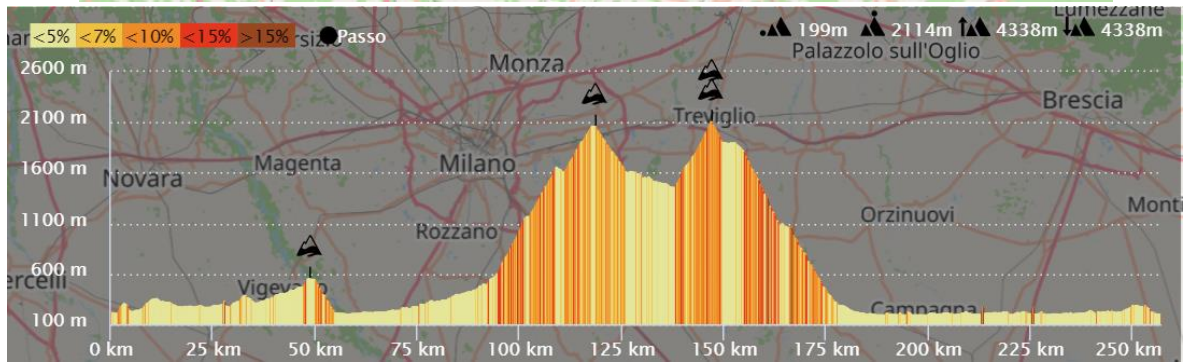 Lumezzane
<5% <7% <10% <15% >15% Passo
199m 2114m 4338m 4338m
Palazzolo sull'Oglio
2600 m
Monza
Brescia
2100 m
Treviglio
Magenta
Milano
1600 m
Novara
Orzinuovi
Monti
1100 m
Rozzano
600 m
ercelli
Campagna
100 m
0 km 25 km 50 km 75 km 100 km 125 km 150 km 175 km 200 km 225 km 250 km